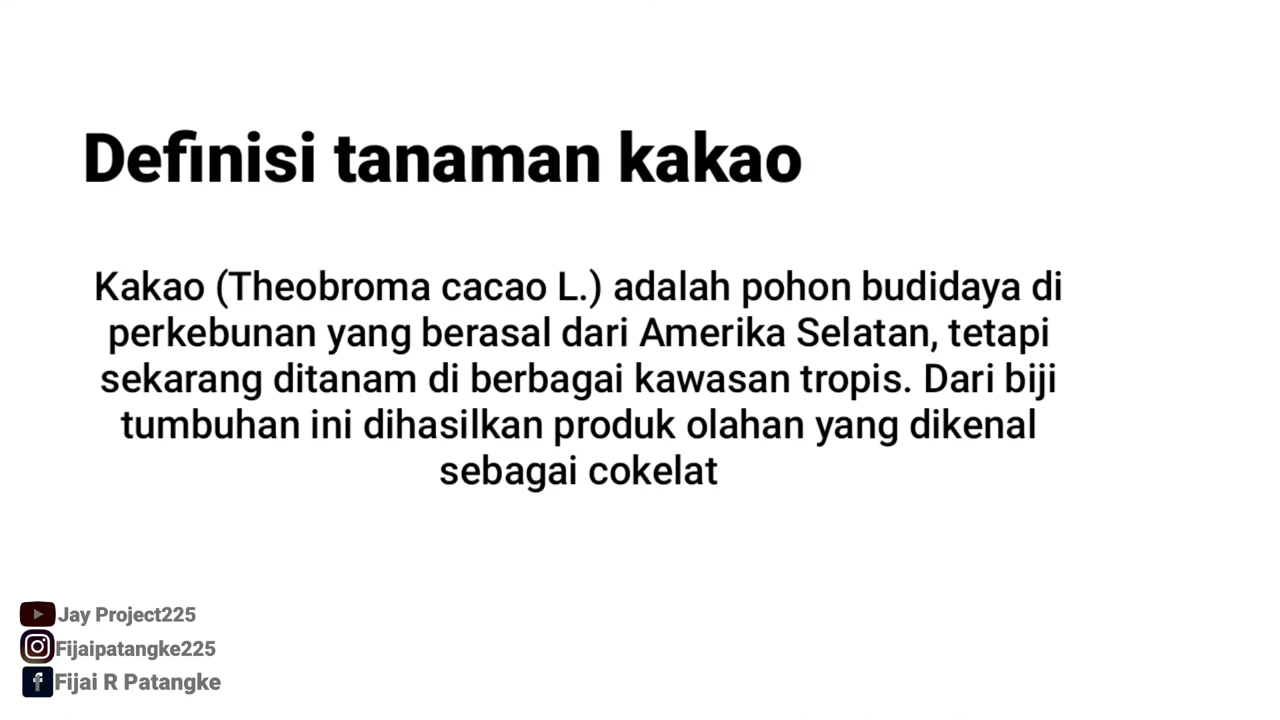 Definisi tanaman kakao
Kakao (Theobroma cacao L.) adalah pohon budidaya di
perkebunan yang berasal dari Amerika Selatan, tetapi
sekarang ditanam di berbagai kawasan tropis. Dari biji
tumbuhan ini dihasilkan produk olahan yang dikenal
sebagai cokelat
Jay Project225
Fijaipatangke225
Fijai R Patangke